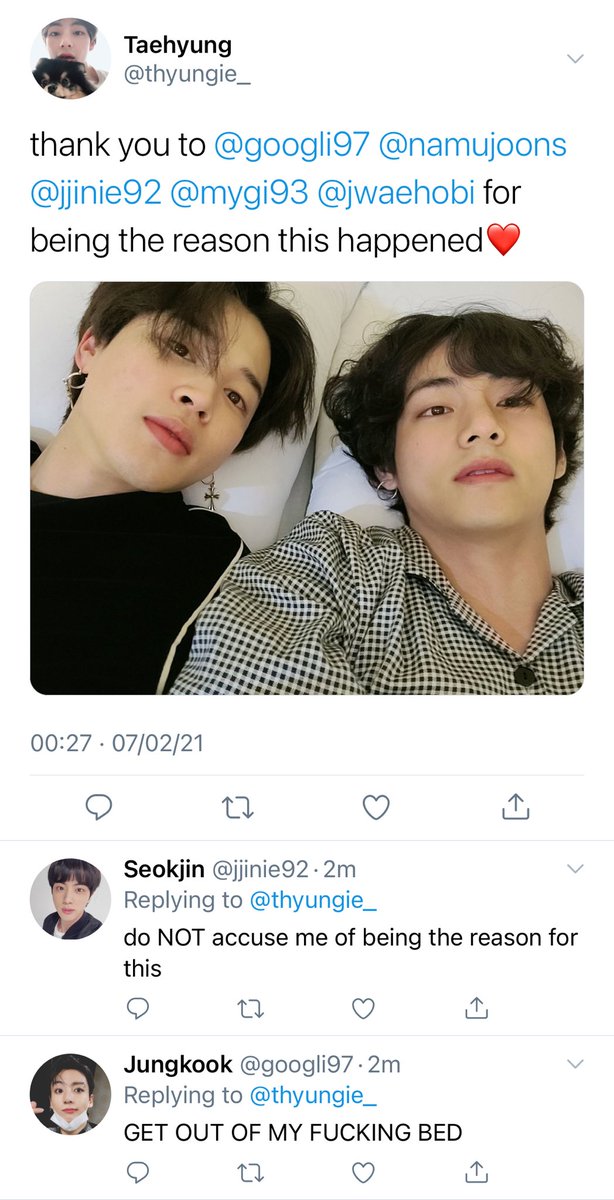 Taehyung
@thyungie_
thank you to @googli97 @namujoons
@jjinie92 @mygi93 @jwaehobi for
being the reason this happened❤️
00:27 · 07/02/21
Seokjin @jjinie92 · 2m
Replying to @thyungie_
do NOT accuse me of being the reason for
this
Jungkook @googli97 · 2m
Replying to @thyungie_
GET OUT OF MY FUCKING BED